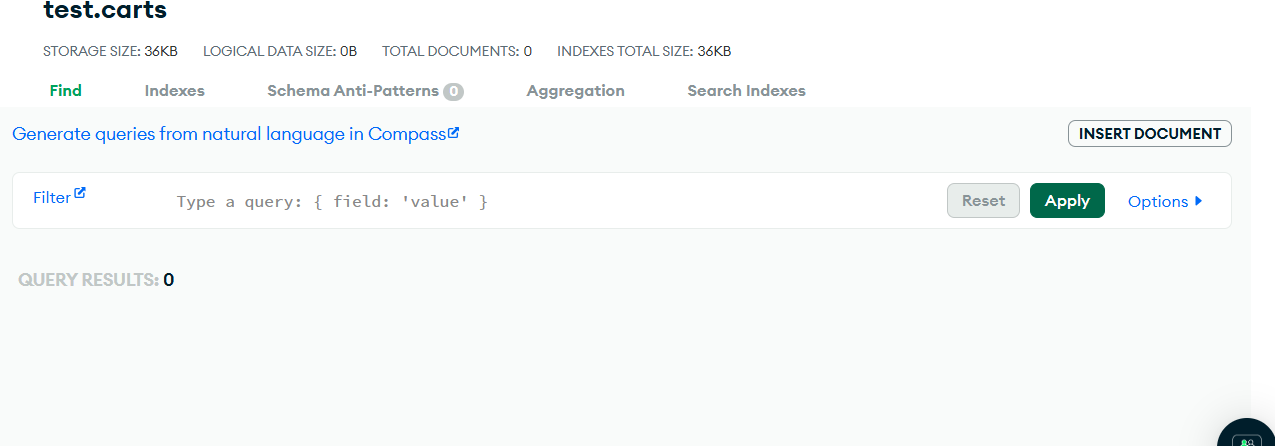 test.carts
STORAGE SIZE: 36KB LOGICAL DATA SIZE: 0B TOTAL DOCUMENTS: 0 INDEXES TOTAL SIZE: 36KB
Find Indexes Schema Anti-Patterns 0 Aggregation Search Indexes
Generate queries from natural language in Compass
INSERT DOCUMENT
Filter Type a query: { field: 'value' } Reset Apply Options
QUERY RESULTS: 0